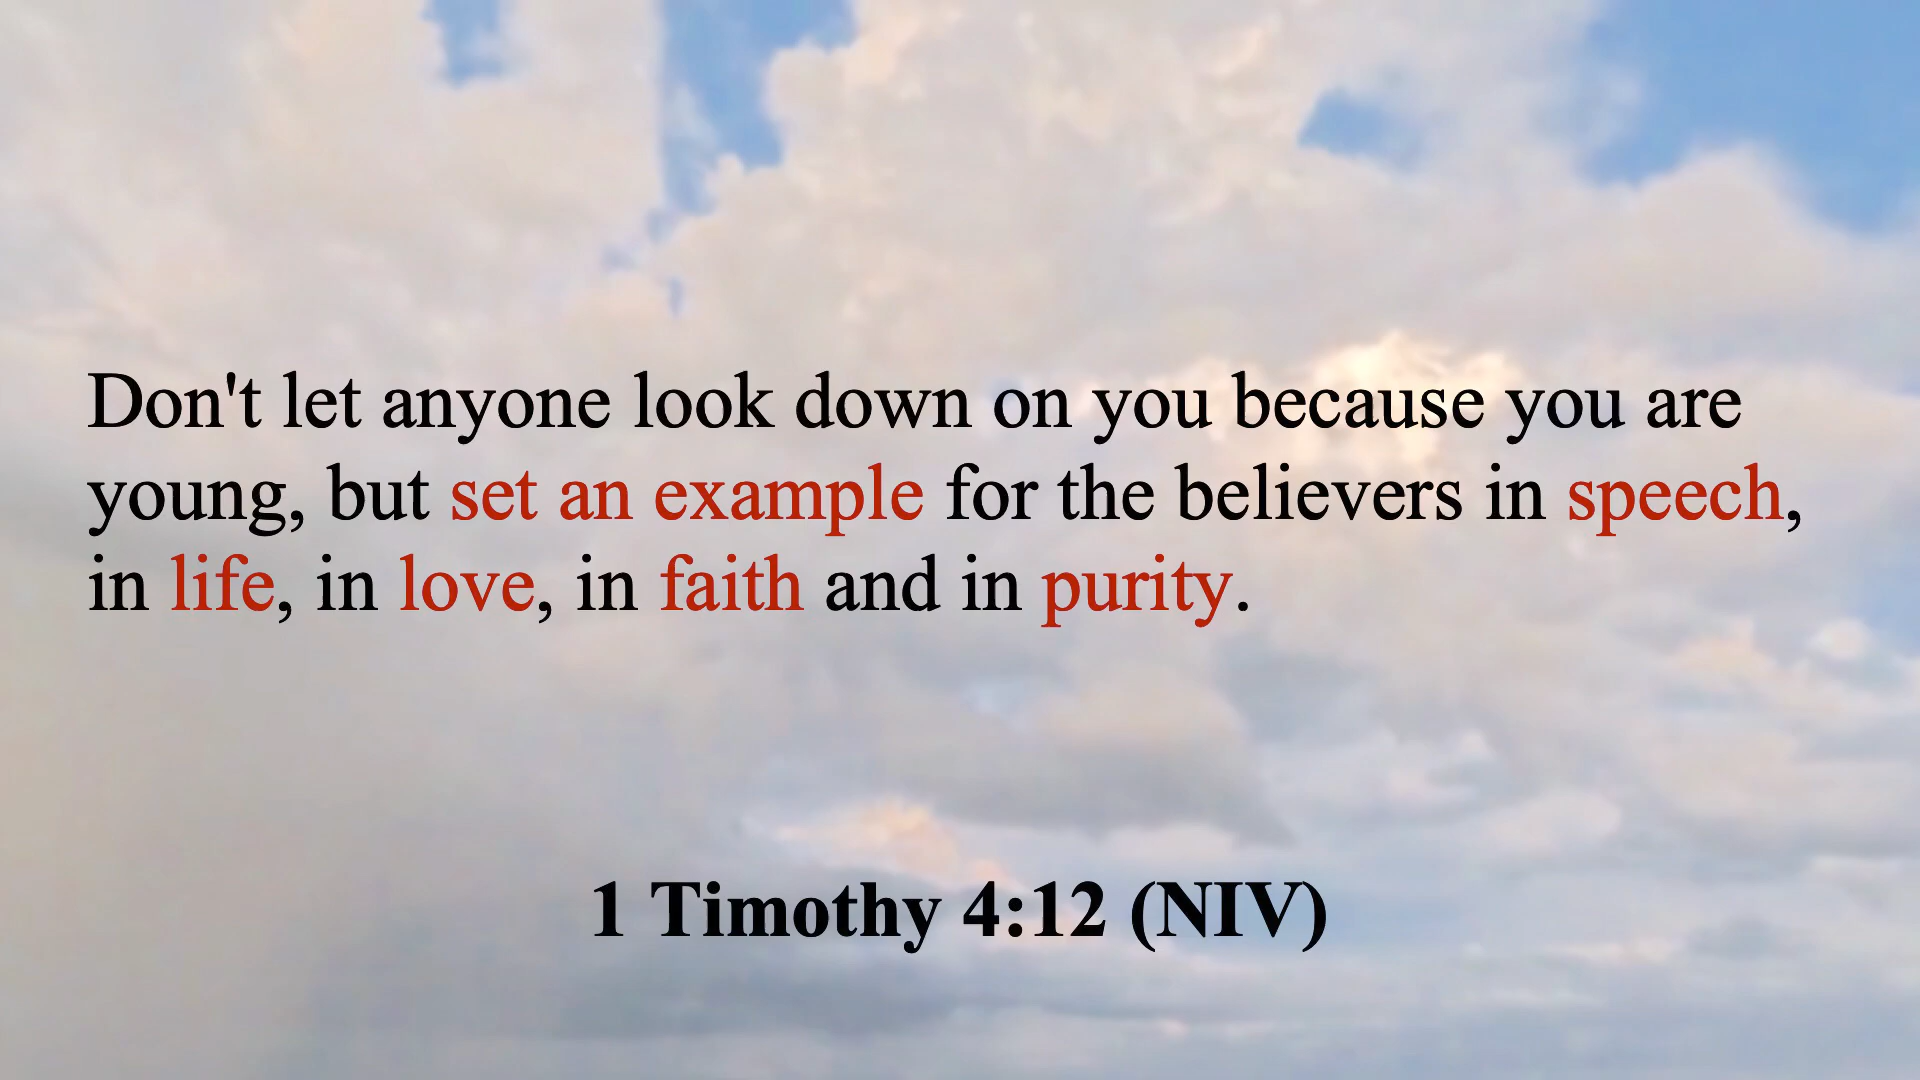 Don't let anyone look down on you because you are
young, but set an example for the believers in speech,
in life, in love, in faith and in purity.
1 Timothy 4:12 (NIV)